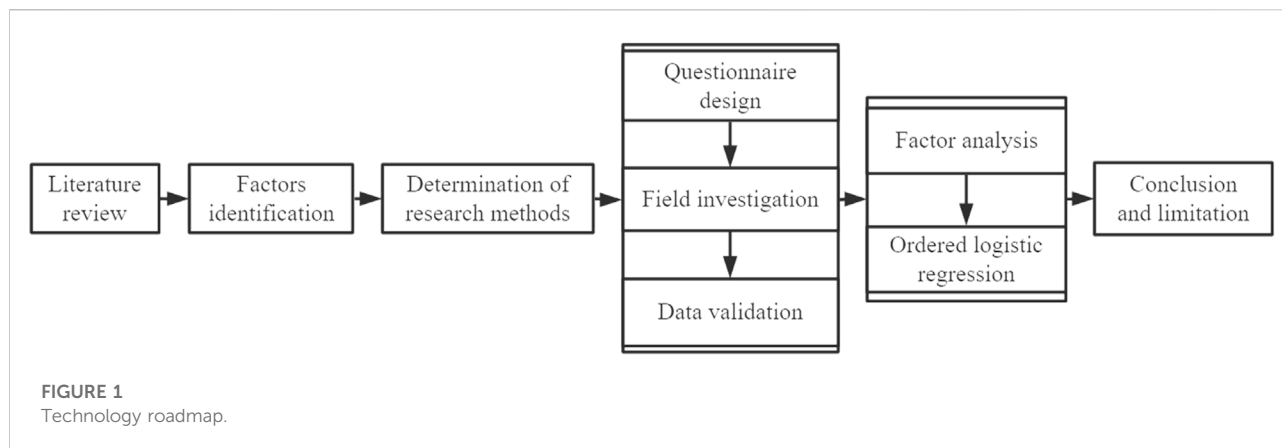 Literature
review
Factors
identification
Determination of
research methods
Questionnaire
design
Field investigation
Data validation
Factor analysis
Ordered logistic
regression
Conclusion
and limitation
FIGURE 1
Technology roadmap.